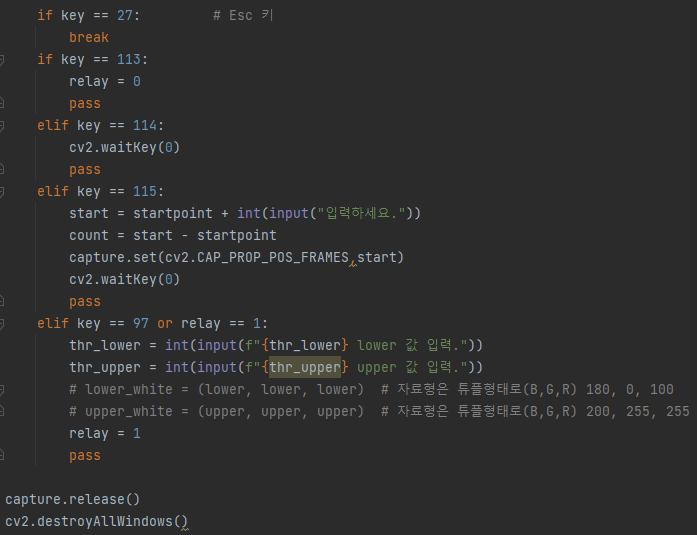 if key == 27:         # Esc 키
    break
if key == 113:
    relay = 0
    pass
elif key == 114:
    cv2.waitKey(0)
    pass
elif key == 115:
    start = startpoint + int(input("입력하세요."))
    count = start - startpoint
    capture.set(cv2.CAP_PROP_POS_FRAMES,start)
    cv2.waitKey(0)
    pass
elif key == 97 or relay == 1:
    thr_lower = int(input(f"{thr_lower} lower 값 입력."))
    thr_upper = int(input(f"{thr_upper} upper 값 입력."))
    # lower_white = (lower, lower, lower)  # 자료형은 튜플형태로(B,G,R) 180, 0, 100
    # upper_white = (upper, upper, upper)  # 자료형은 튜플형태로(B,G,R) 200, 255, 255
    relay = 1
    pass
capture.release()
cv2.destroyAllWindows()